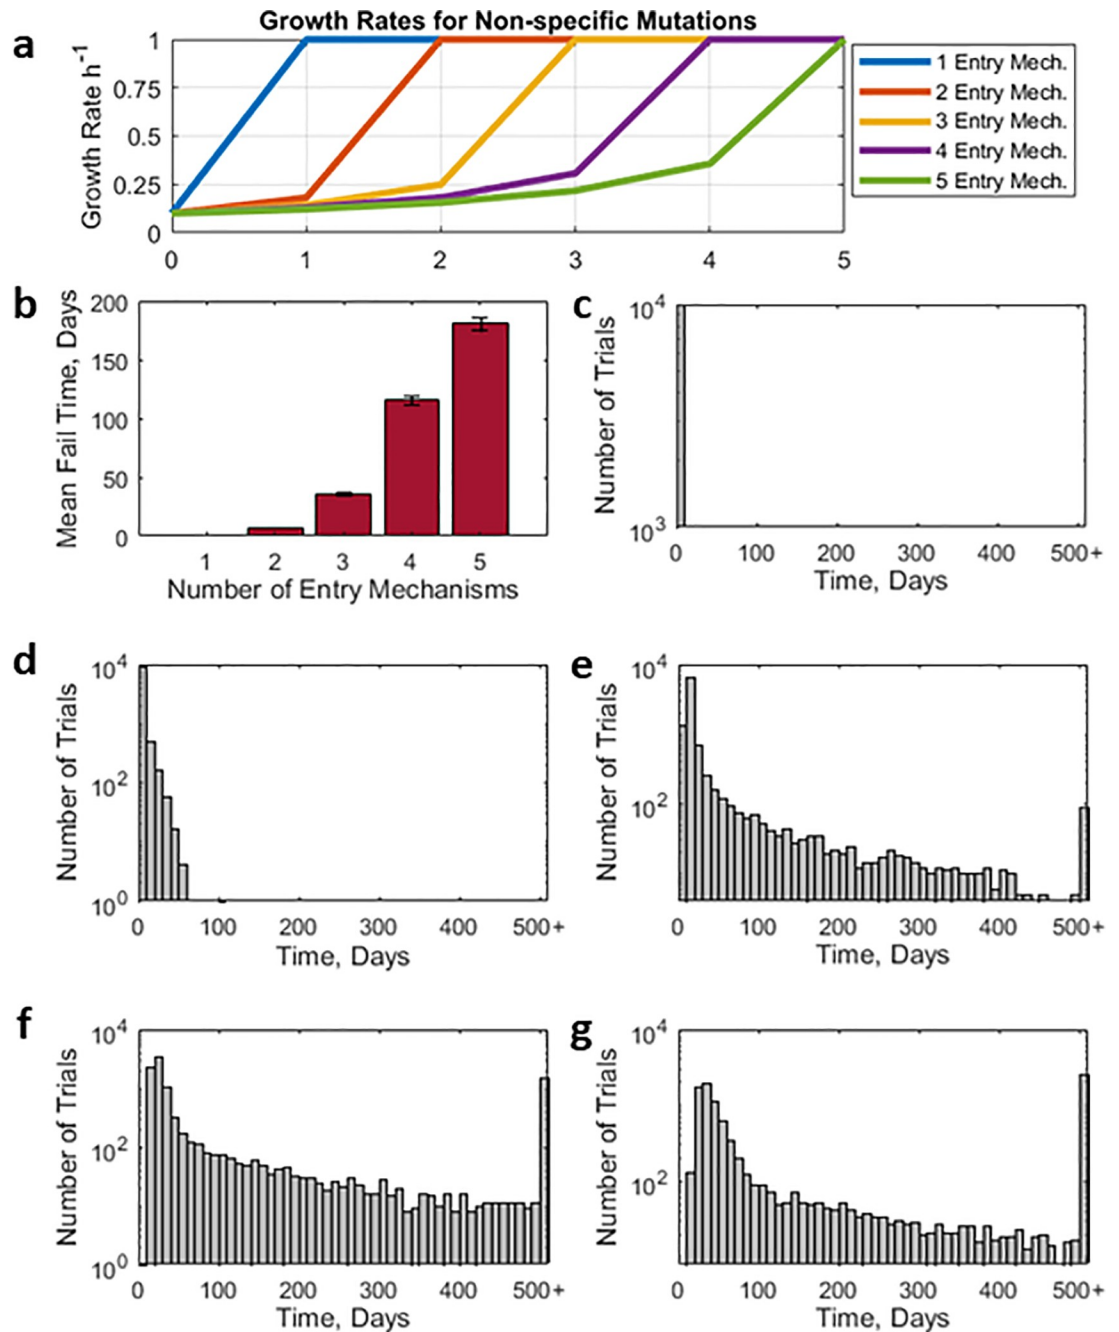 Growth Rates for Non-specific Mutations
a
Growth Rate h-1
1
0.75
0.5
0.25
0
0 1 2 3 4 5
1 Entry Mech.
2 Entry Mech.
3 Entry Mech.
4 Entry Mech.
5 Entry Mech.
b
Mean Fail Time, Days
200
150
100
50
0
1 2 3 4 5
Number of Entry Mechanisms
c
Number of Trials
10^4
10^3
0 100 200 300 400 500+
Time, Days
d
Number of Trials
10^4
10^2
10^0
0 100 200 300 400 500+
Time, Days
e
Number of Trials
10^4
10^2
0 100 200 300 400 500+
Time, Days
f
Number of Trials
10^4
10^2
10^0
0 100 200 300 400 500+
Time, Days
g
Number of Trials
10^4
10^2
0 100 200 300 400 500+
Time, Days